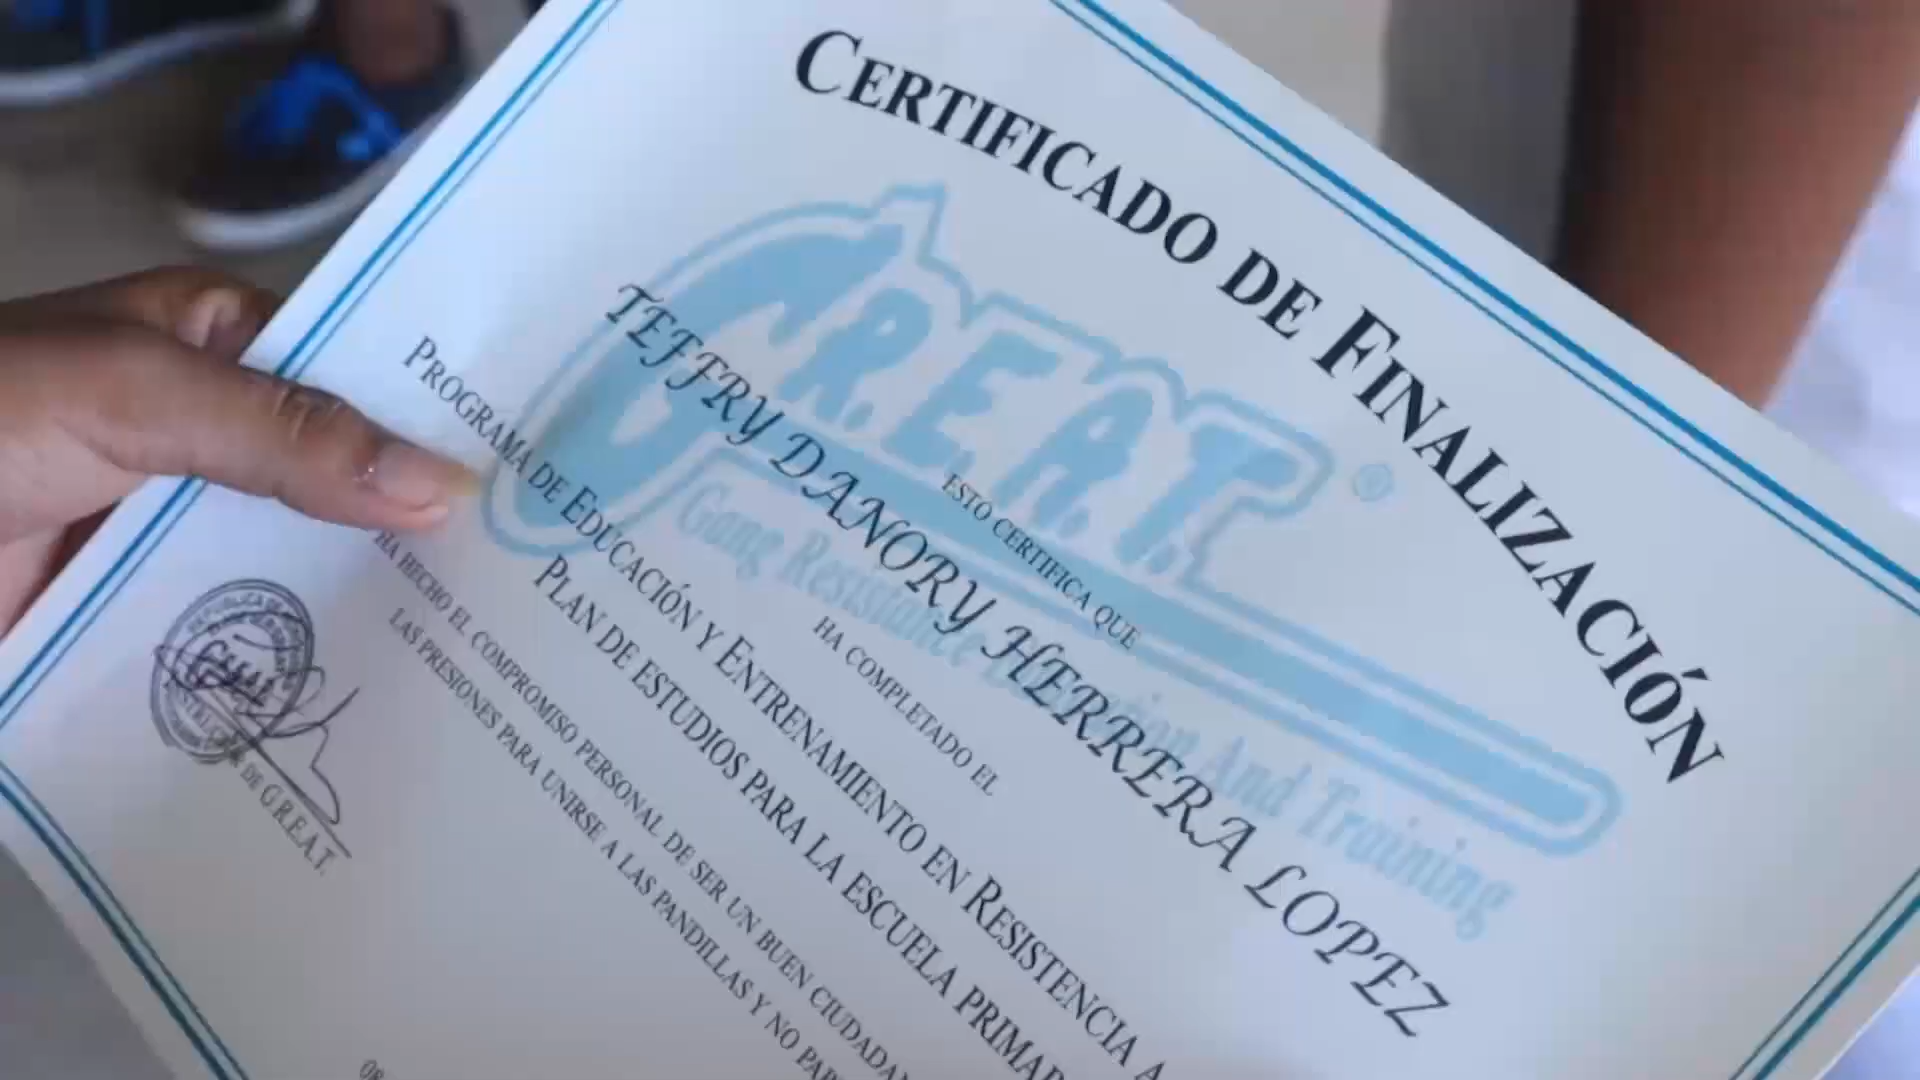 CERTIFICADO DE FINALIZACIÓN
G.R.E.A.T. ®
Gang Resistance Education And Training
ESTO CERTIFICA QUE
TEFFRY DANORY HERRERA LOPEZ
HA COMPLETADO EL
PROGRAMA DE EDUCACIÓN Y ENTRENAMIENTO EN RESISTENCIA A
PLAN DE ESTUDIOS PARA LA ESCUELA
HA HECHO EL COMPROMISO PERSONAL DE SER UN BUEN
LAS PRESIONES PARA UNIRSE A LAS PANDILLAS Y NO
DE G.R.E.A.T.